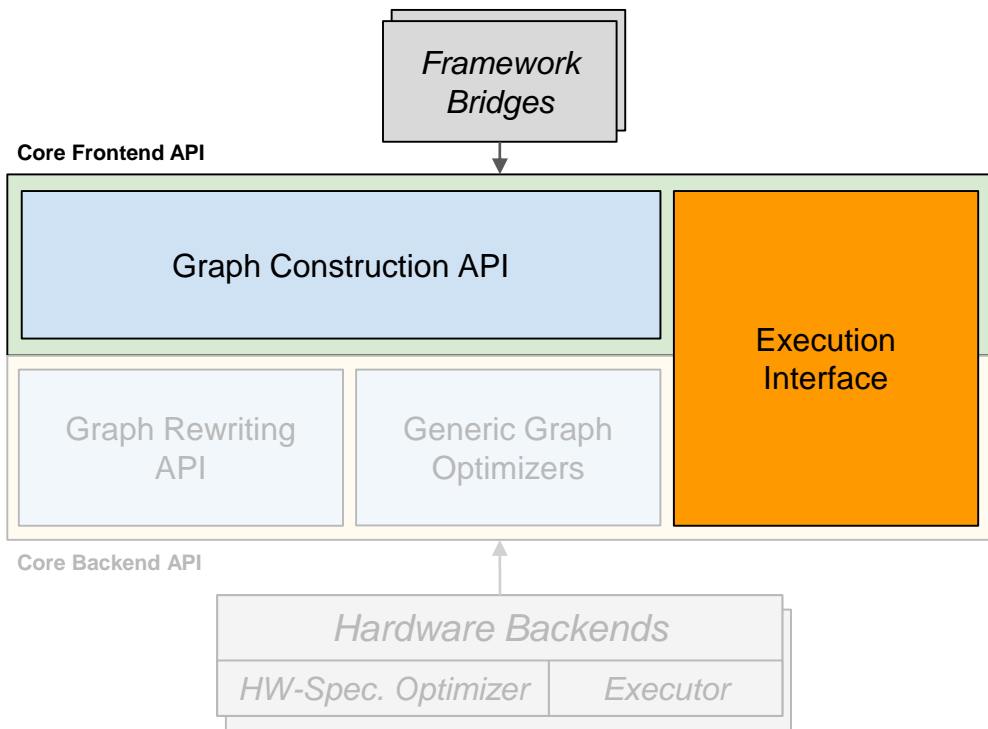 Framework
Bridges
Core Frontend API
Graph Construction API
Execution
Interface
Graph Rewriting
API
Generic Graph
Optimizers
Core Backend API
Hardware Backends
HW-Spec. Optimizer
Executor